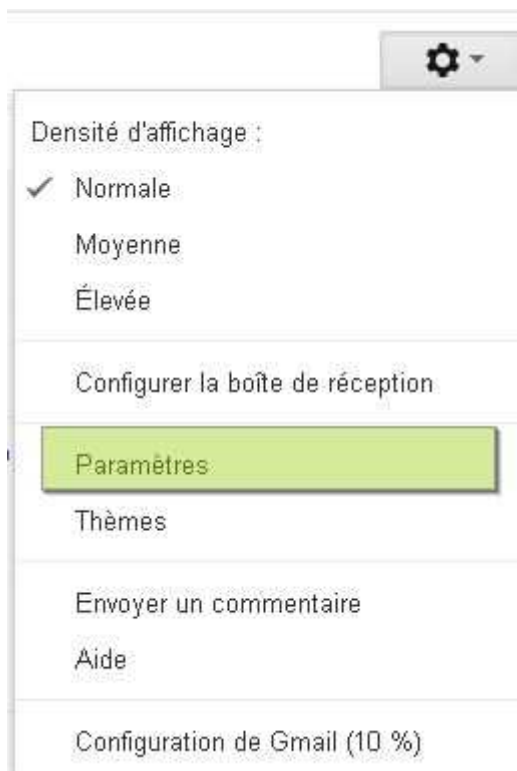 Densité d'affichage :
Normale
Moyenne
Élevée
Configurer la boîte de réception
Paramètres
Thèmes
Envoyer un commentaire
Aide
Configuration de Gmail (10 %)